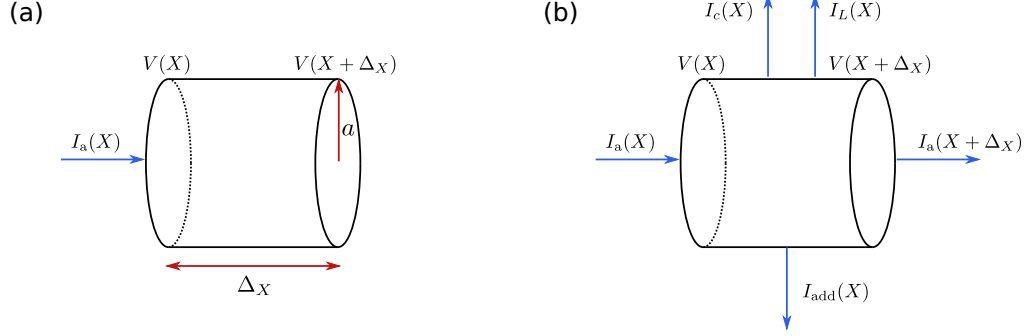 (a)
V(X)
V(X + Δ_X)
I_a(X)
a
Δ_X
(b)
I_c(X)
I_L(X)
V(X)
V(X + Δ_X)
I_a(X)
I_a(X + Δ_X)
I_add(X)